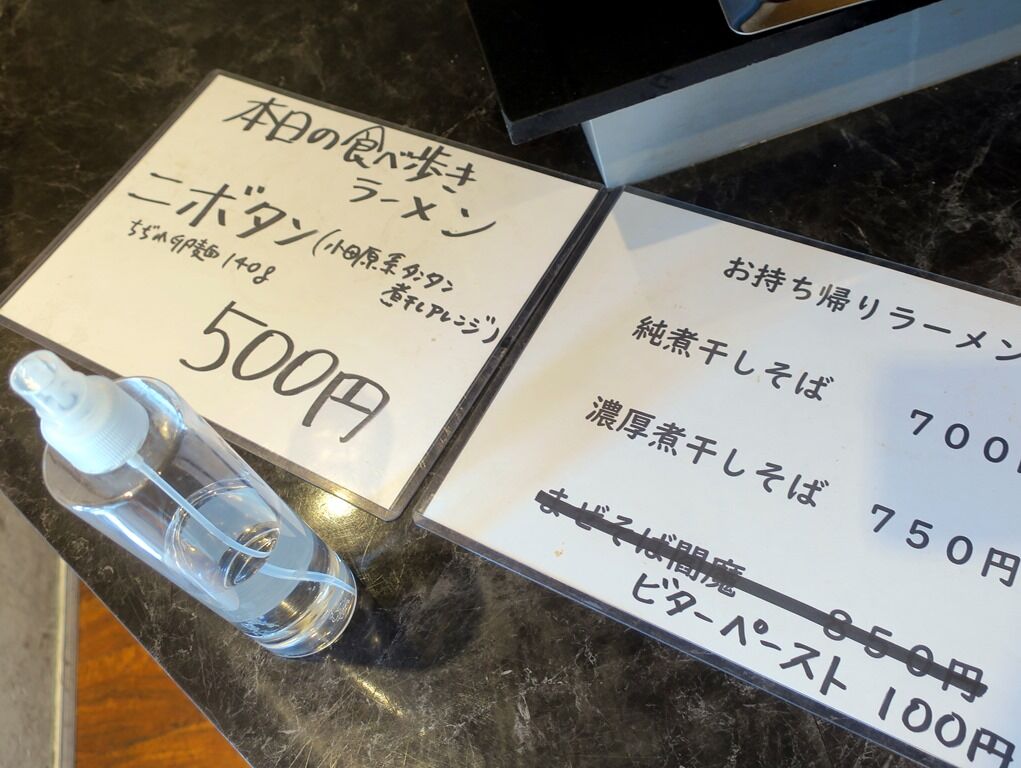 本日の食べ歩き
ラーメン
ニボタン(小田原系タンタン
煮干しアレンジ)
ちぢれ卵麺140g
500円
お持ち帰りラーメン
純煮干しそば
700
濃厚煮干しそば
750円
まぜそば閻魔
850円
ビターペースト 100円